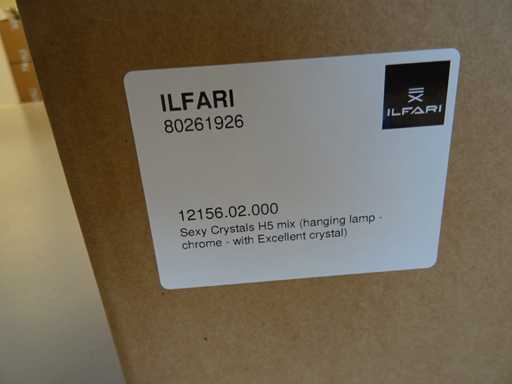 ILFARI
80261926
ILFARI
12156.02.000
Sexy Crystals H5 mix (hanging lamp -
chrome - with Excellent crystal)